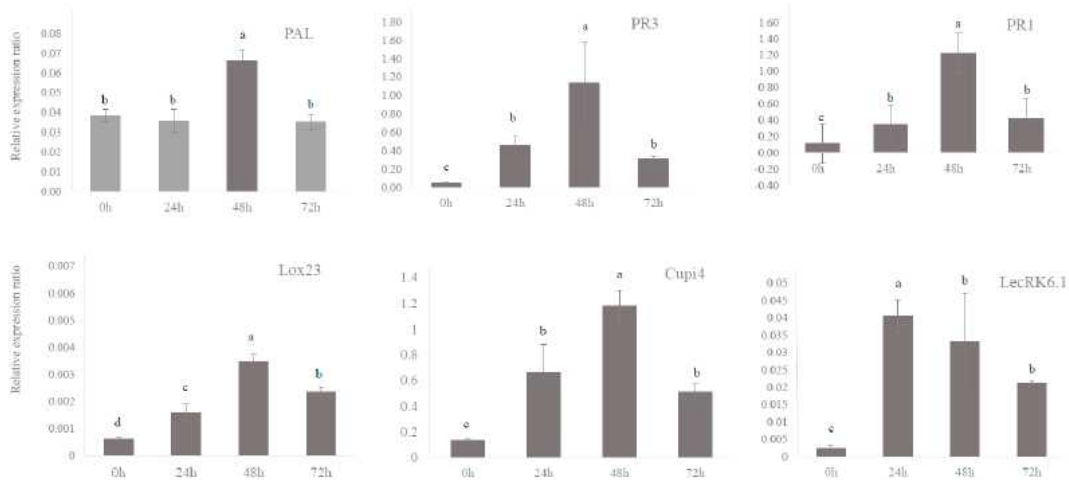 PAL
Relative expression ratio
0.08
0.07
0.06
0.05
0.04
0.03
0.02
0.01
0.00
b
b
a
b
0h
24h
48h
72h
PR3
1.80
1.60
1.40
1.20
1.00
0.80
0.60
0.40
0.20
0.00
c
b
a
b
0h
24h
48h
72h
PR1
1.60
1.40
1.20
1.00
0.80
0.60
0.40
0.20
0.00
-0.20
-0.40
c
b
a
b
0h
24h
48h
72h
Lox23
Relative expression ratio
0.007
0.006
0.005
0.004
0.003
0.002
0.001
0
d
c
a
b
0h
24h
48h
72h
Cupi4
1.4
1.2
1
0.8
0.6
0.4
0.2
0
c
b
a
b
0h
24h
48h
72h
LecRK6.1
0.05
0.045
0.04
0.035
0.03
0.025
0.02
0.015
0.01
0.005
0
c
a
b
b
0h
24h
48h
72h